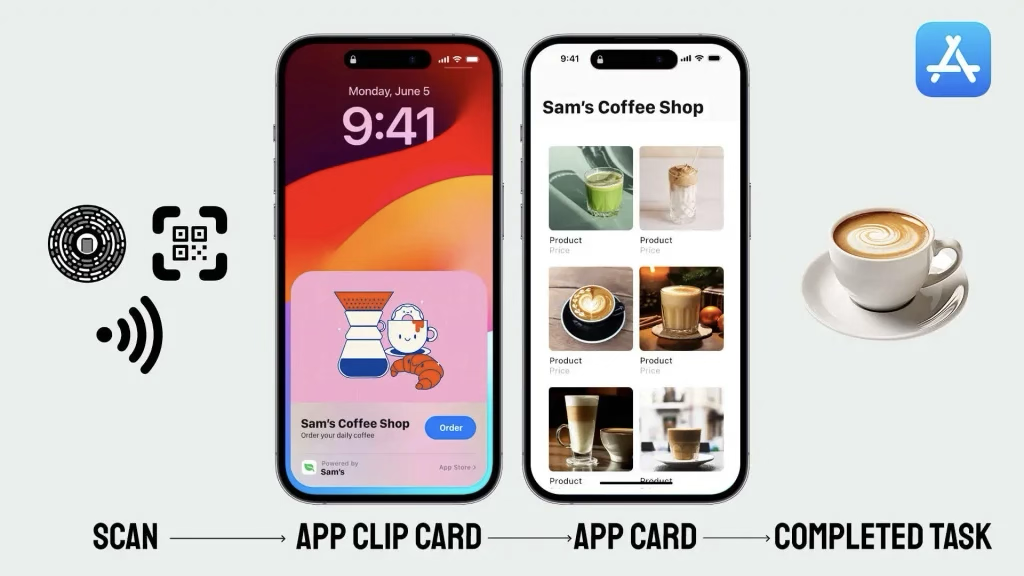 Monday, June 5
9:41
Sam's Coffee Shop
Order your daily coffee
Order
Powered by
Sam's
App Store >
9:41
Sam's Coffee Shop
Product
Price
Product
Price
Product
Price
Product
Price
Product
Product
SCAN
APP CLIP CARD
APP CARD
COMPLETED TASK